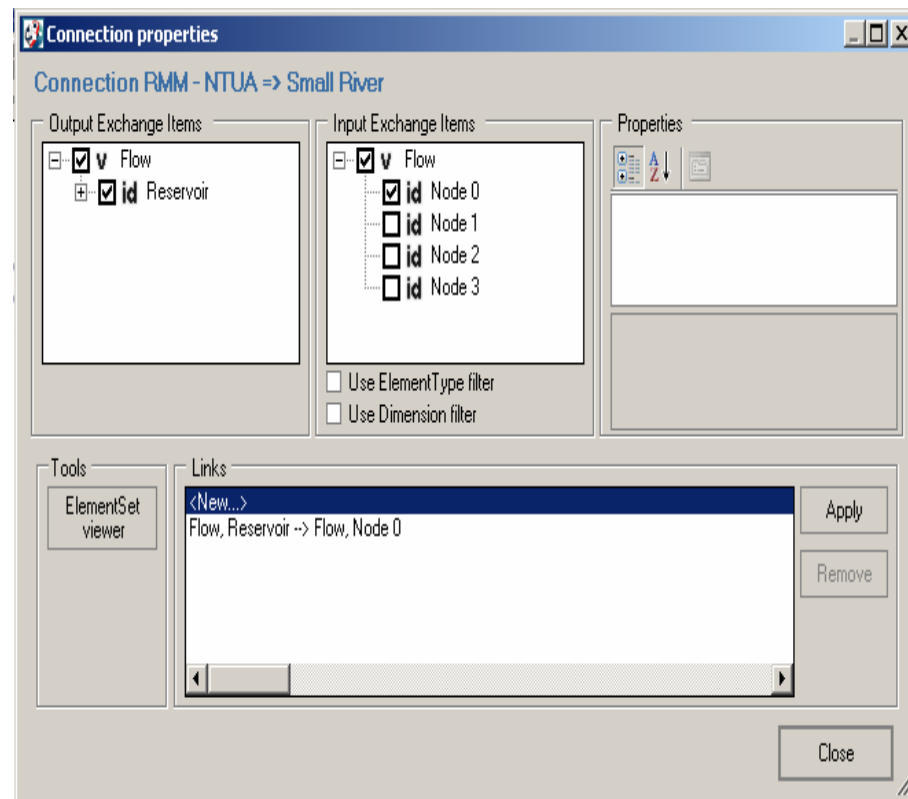 Connection properties
Connection RMM - NTUA => Small River
Output Exchange Items
V Flow
id Reservoir
Input Exchange Items
V Flow
id Node 0
id Node 1
id Node 2
id Node 3
Use ElementType filter
Use Dimension filter
Properties
A Z
Tools
ElementSet
viewer
Links
<New...>
Flow, Reservoir --> Flow, Node 0
Apply
Remove
Close